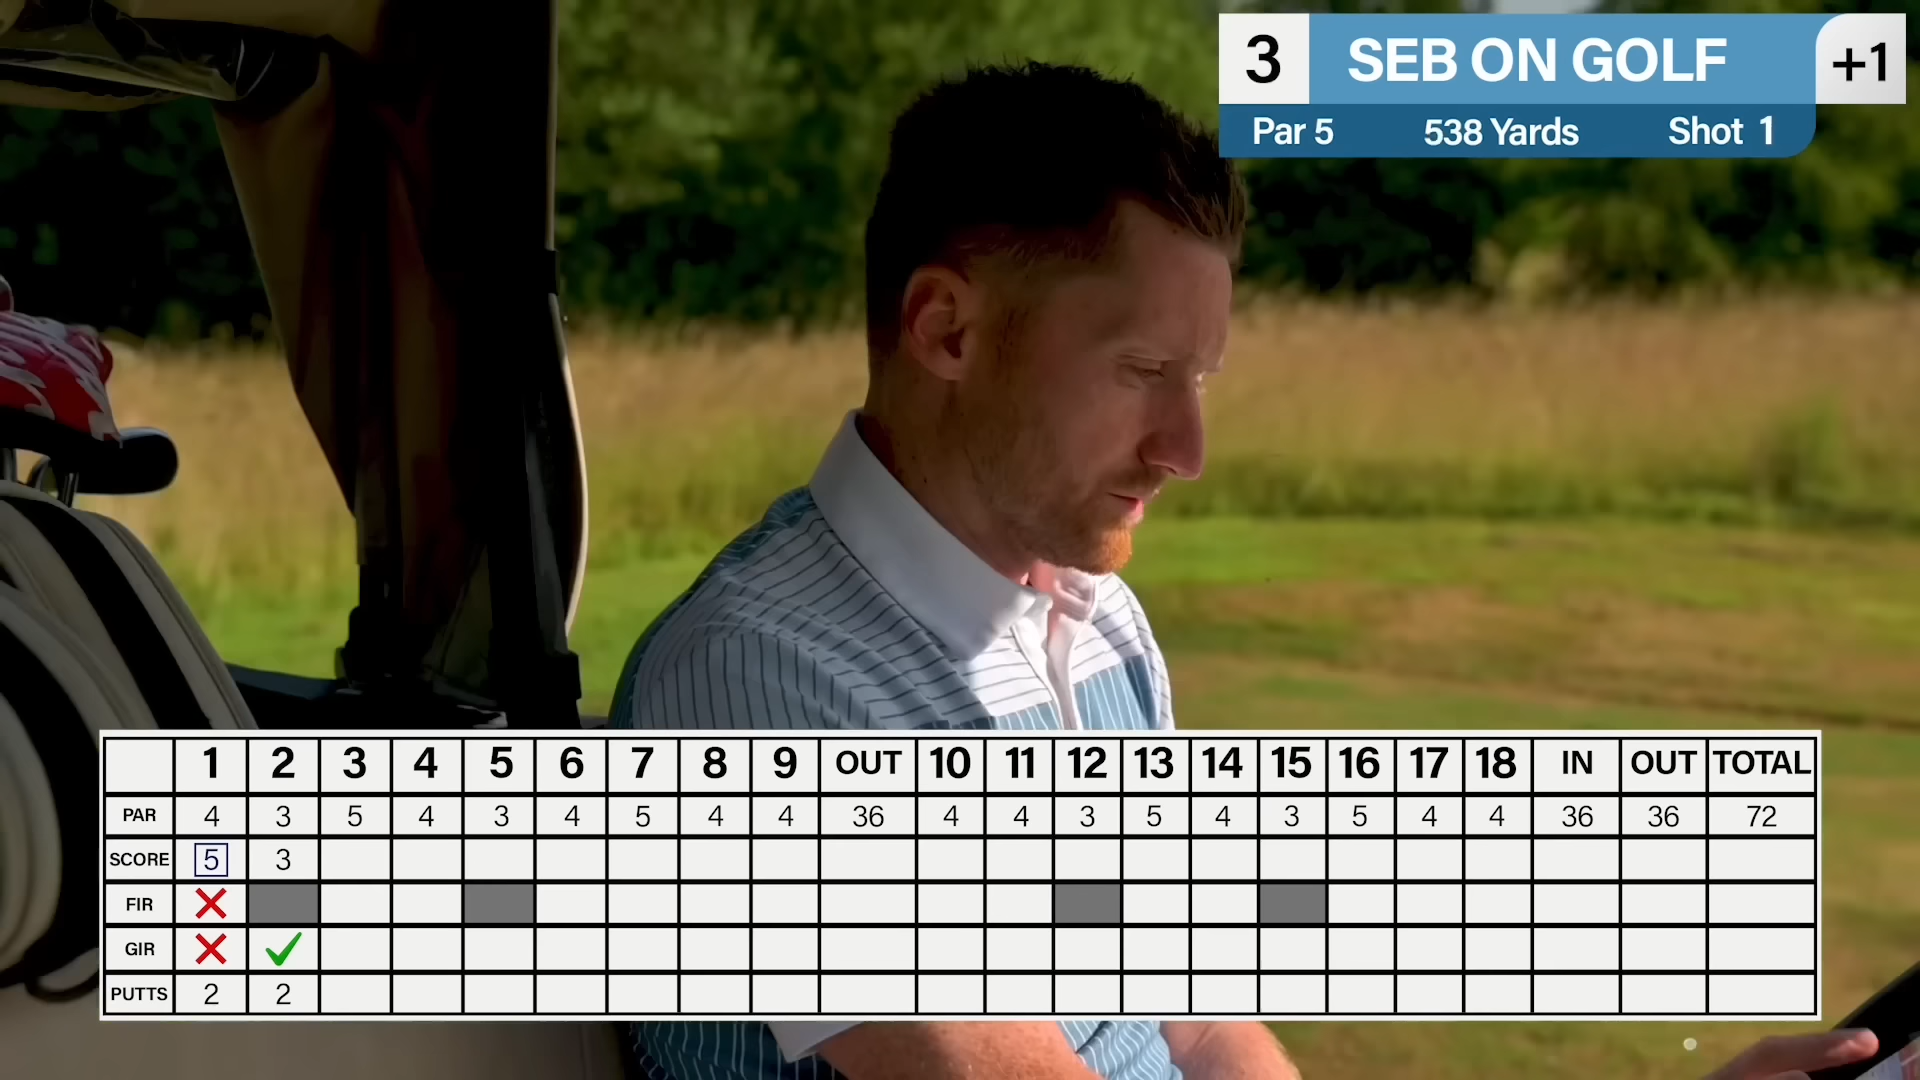 3 SEB ON GOLF +1
Par 5 538 Yards Shot 1
1 2 3 4 5 6 7 8 9 OUT 10 11 12 13 14 15 16 17 18 IN OUT TOTAL
PAR 4 3 5 4 3 4 5 4 4 36 4 4 3 5 4 3 5 4 4 36 36 72
SCORE 5 3
FIR
GIR
PUTTS 2 2